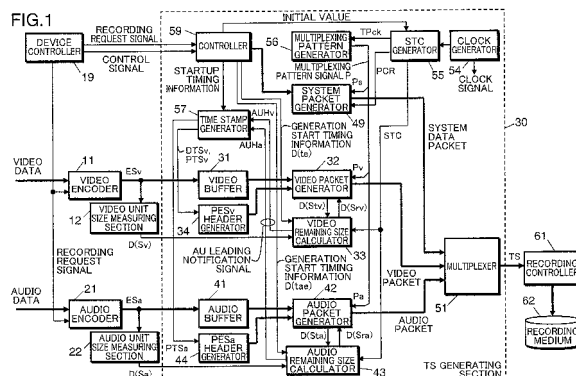 FIG.1
INITIAL VALUE
59
RECORDING
REQUEST SIGNAL
DEVICE
CONTROLLER
19
CONTROL
SIGNAL
CONTROLLER
56
MULTIPLEXING
PATTERN
GENERATOR
TPck
STC
GENERATOR
55
CLOCK
GENERATOR
54
CLOCK
SIGNAL
STARTUP
TIMING
INFORMATION
MULTIPLEXING
PATTERN SIGNAL P
PCR
Ps
SYSTEM
PACKET
GENERATOR
49
57
TIME STAMP
GENERATOR
AUHv
AUHa
GENERATION
START TIMING
INFORMATION
D(ta)
STC
SYSTEM DATA
PACKET
30
DTSv,
PTSv
VIDEO
DATA
11
VIDEO
ENCODER
ESv
31
VIDEO
BUFFER
32
VIDEO PACKET
GENERATOR
Pv
12
VIDEO UNIT
SIZE MEASURING
SECTION
34
PESv
HEADER
GENERATOR
D(Stv)
D(Srv)
VIDEO
REMAINING SIZE
CALCULATOR
33
D(Sv)
RECORDING
REQUEST
SIGNAL
AU LEADING
NOTIFICATION
SIGNAL
GENERATION
START TIMING
INFORMATION
D(tae)
VIDEO
PACKET
MULTIPLEXER
51
TS
61
RECORDING
CONTROLLER
AUDIO
DATA
21
AUDIO
ENCODER
ESa
41
AUDIO
BUFFER
42
AUDIO
PACKET
GENERATOR
Pa
AUDIO
PACKET
62
RECORDING
MEDIUM
22
AUDIO UNIT
SIZE MEASURING
SECTION
PTSa
44
PESa
HEADER
GENERATOR
D(Sta)
D(Sra)
AUDIO
REMAINING SIZE
CALCULATOR
43
D(Sa)
TS GENERATING
SECTION